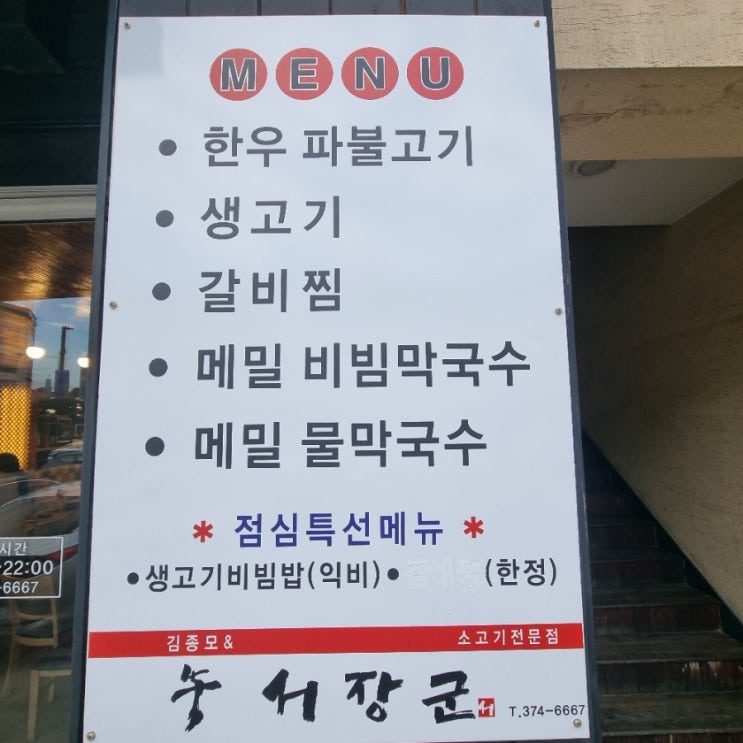 MENU
• 한우 파불고기
• 생고기
• 갈비찜
• 메밀 비빔막국수
• 메밀 물막국수
* 점심특선메뉴 *
• 생고기비빔밥(익비) • (한정)
시간
22:00
-6667
김종모& 소고기전문점
서장군 서 T.374-6667